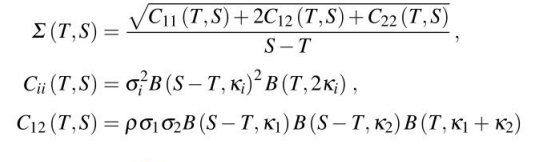 Σ(T,S) = √(C₁₁(T,S) + 2C₁₂(T,S) + C₂₂(T,S)) / (S−T) ,
Cᵢᵢ(T,S) = σᵢ²B(S−T, κᵢ)²B(T, 2κᵢ) ,
C₁₂(T,S) = ρσ₁σ₂B(S−T, κ₁)B(S−T, κ₂)B(T, κ₁+κ₂)